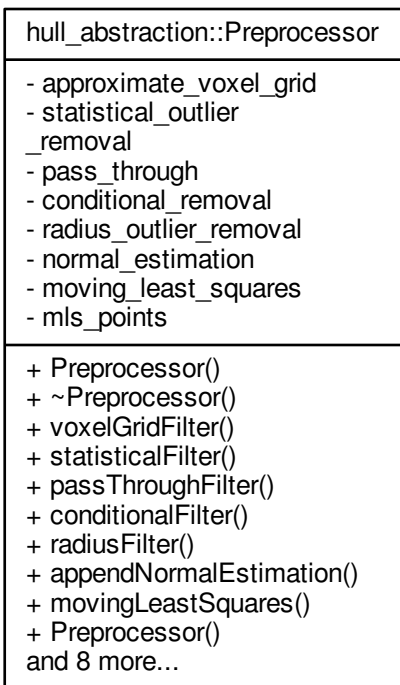 hull_abstraction::Preprocessor
- approximate_voxel_grid
- statistical_outlier
_removal
- pass_through
- conditional_removal
- radius_outlier_removal
- normal_estimation
- moving_least_squares
- mls_points
+ Preprocessor()
+ ~Preprocessor()
+ voxelGridFilter()
+ statisticalFilter()
+ passThroughFilter()
+ conditionalFilter()
+ radiusFilter()
+ appendNormalEstimation()
+ movingLeastSquares()
+ Preprocessor()
and 8 more...